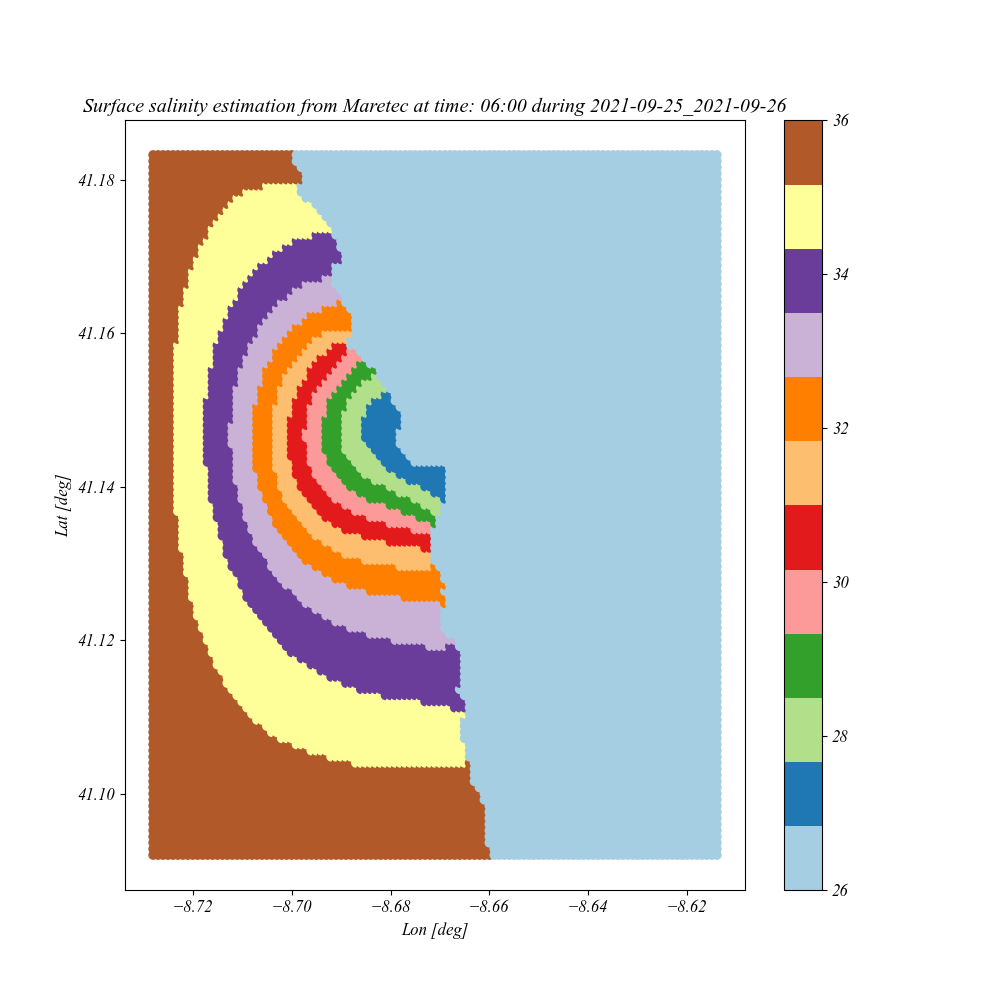 Surface salinity estimation from Maretec at time: 06:00 during 2021-09-25_2021-09-26
41.18
41.16
41.14
41.12
41.10
Lat [deg]
−8.72 −8.70 −8.68 −8.66 −8.64 −8.62
Lon [deg]
36
34
32
30
28
26